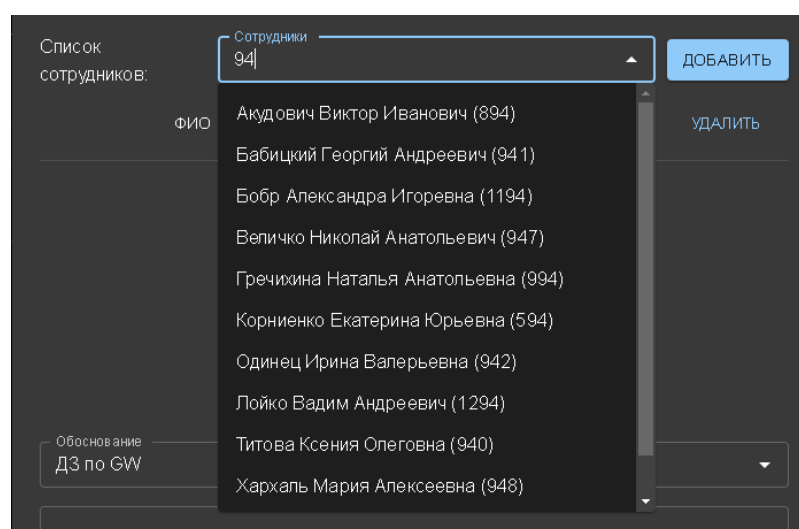 Список
сотрудников:
Сотрудники
94
ДОБАВИТЬ
ФИО
УДАЛИТЬ
Акудович Виктор Иванович (894)
Бабицкий Георгий Андреевич (941)
Бобр Александра Игоревна (1194)
Величко Николай Анатольевич (947)
Гречихина Наталья Анатольевна (994)
Корниенко Екатерина Юрьевна (594)
Одинец Ирина Валерьевна (942)
Лойко Вадим Андреевич (1294)
Титова Ксения Олеговна (940)
Хархаль Мария Алексеевна (948)
Обоснование
ДЗ по GW